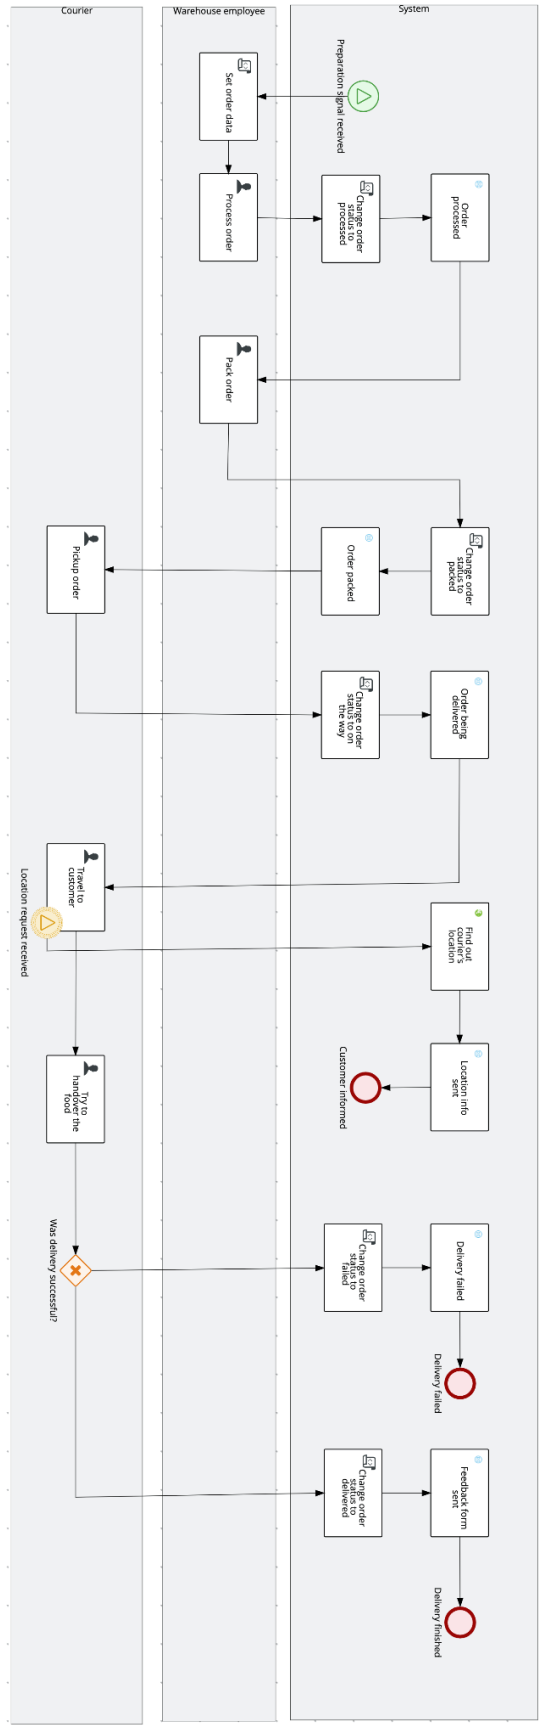 Courier
Warehouse employee
System
Preparation signal received
Set order data
Process order
Change order
status to
processed
Order
processed
Pack order
Change order
status to
packed
Order packed
Pickup order
Change order
status to on
the way
Order being
delivered
Travel to
customer
Location request received
Find out
courier's
location
Location info
sent
Customer informed
Try to
handover the
food
Was delivery successful?
Change order
status to
failed
Delivery failed
Delivery failed
Change order
status to
delivered
Feedback form
sent
Delivery finished